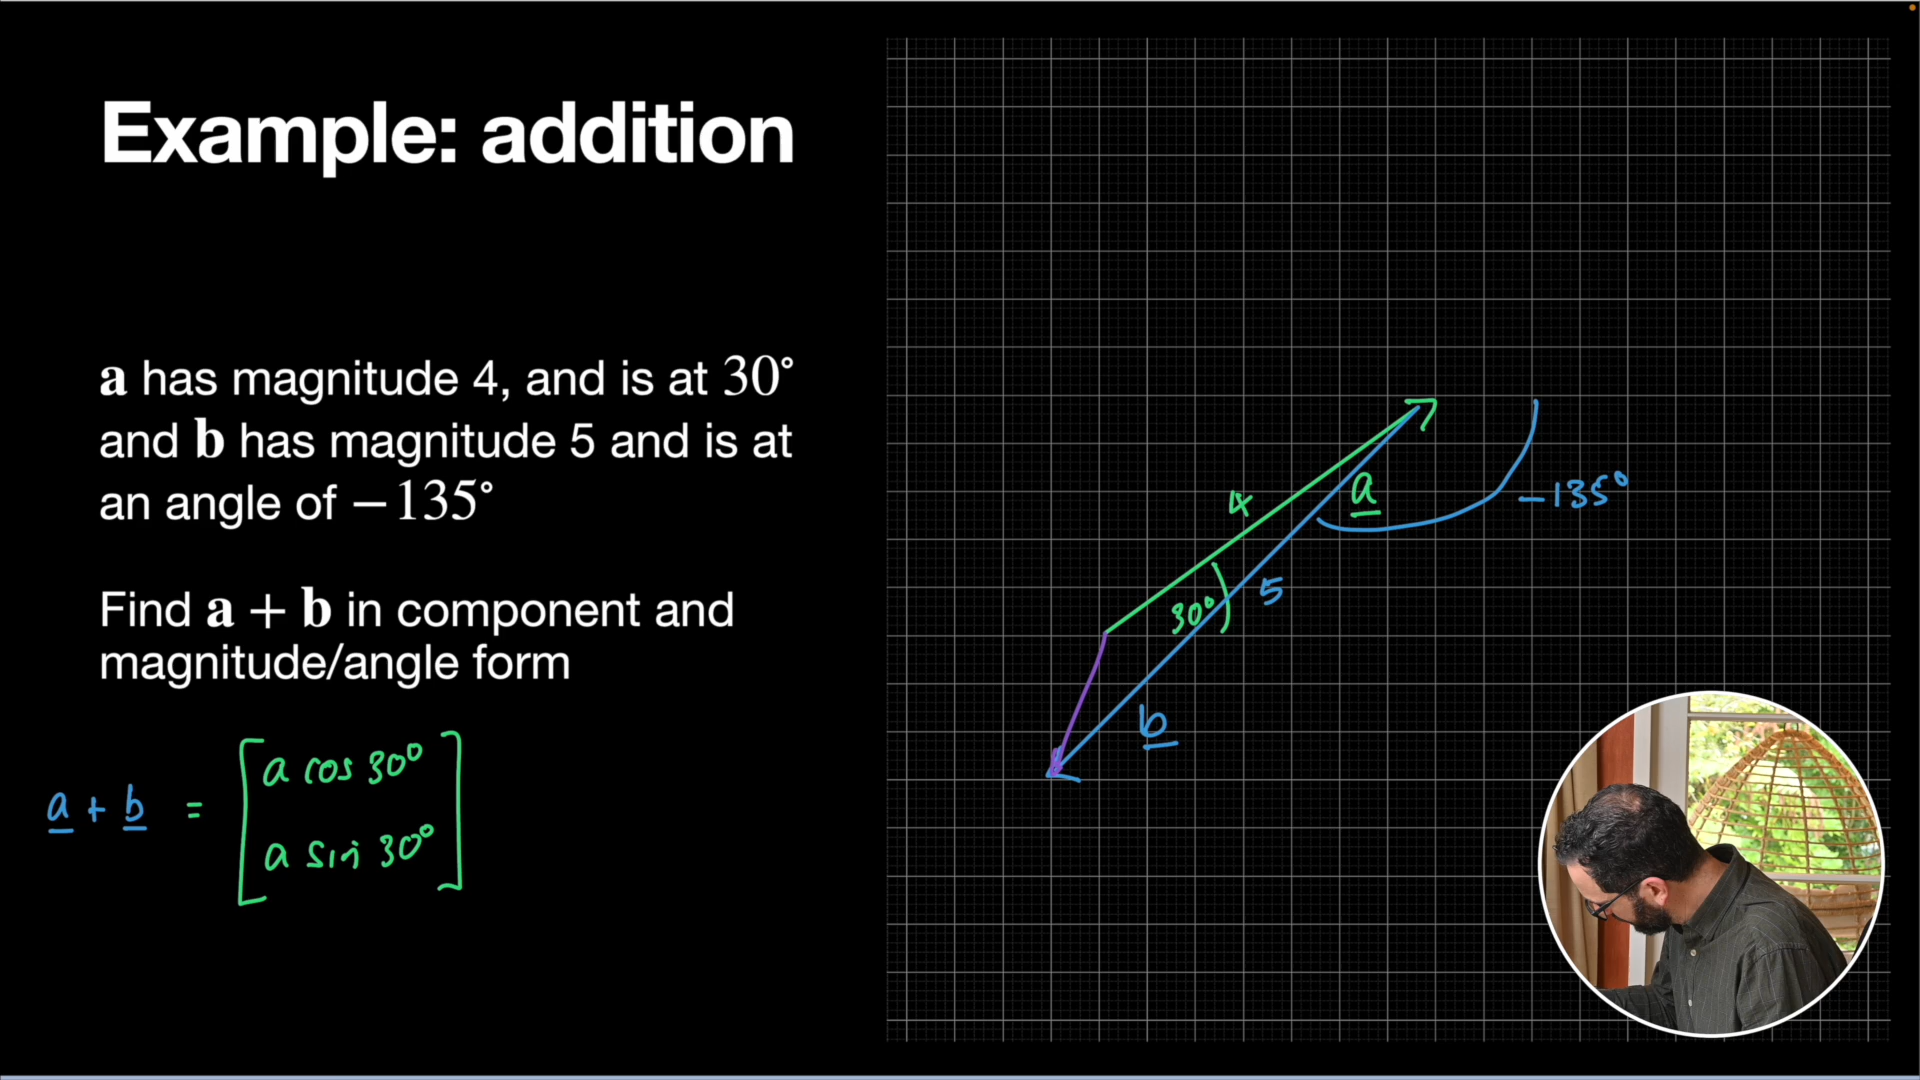 Example: addition
a has magnitude 4, and is at 30°
and b has magnitude 5 and is at
an angle of −135°
Find a + b in component and
magnitude/angle form
a + b = [a cos 30°
a sin 30°]
4
a
-135°
30°
5
b